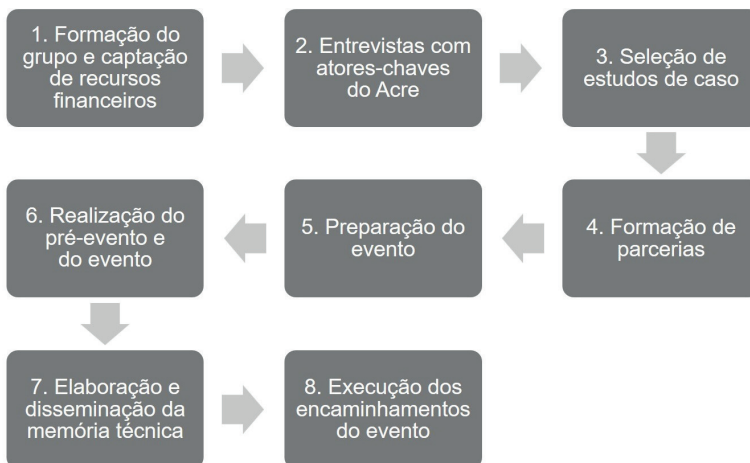 1. Formação do
grupo e captação
de recursos
financeiros
2. Entrevistas com
atores-chaves
do Acre
3. Seleção de
estudos de caso
4. Formação de
parcerias
5. Preparação do
evento
6. Realização do
pré-evento e
do evento
7. Elaboração e
disseminação da
memória técnica
8. Execução dos
encaminhamentos
do evento